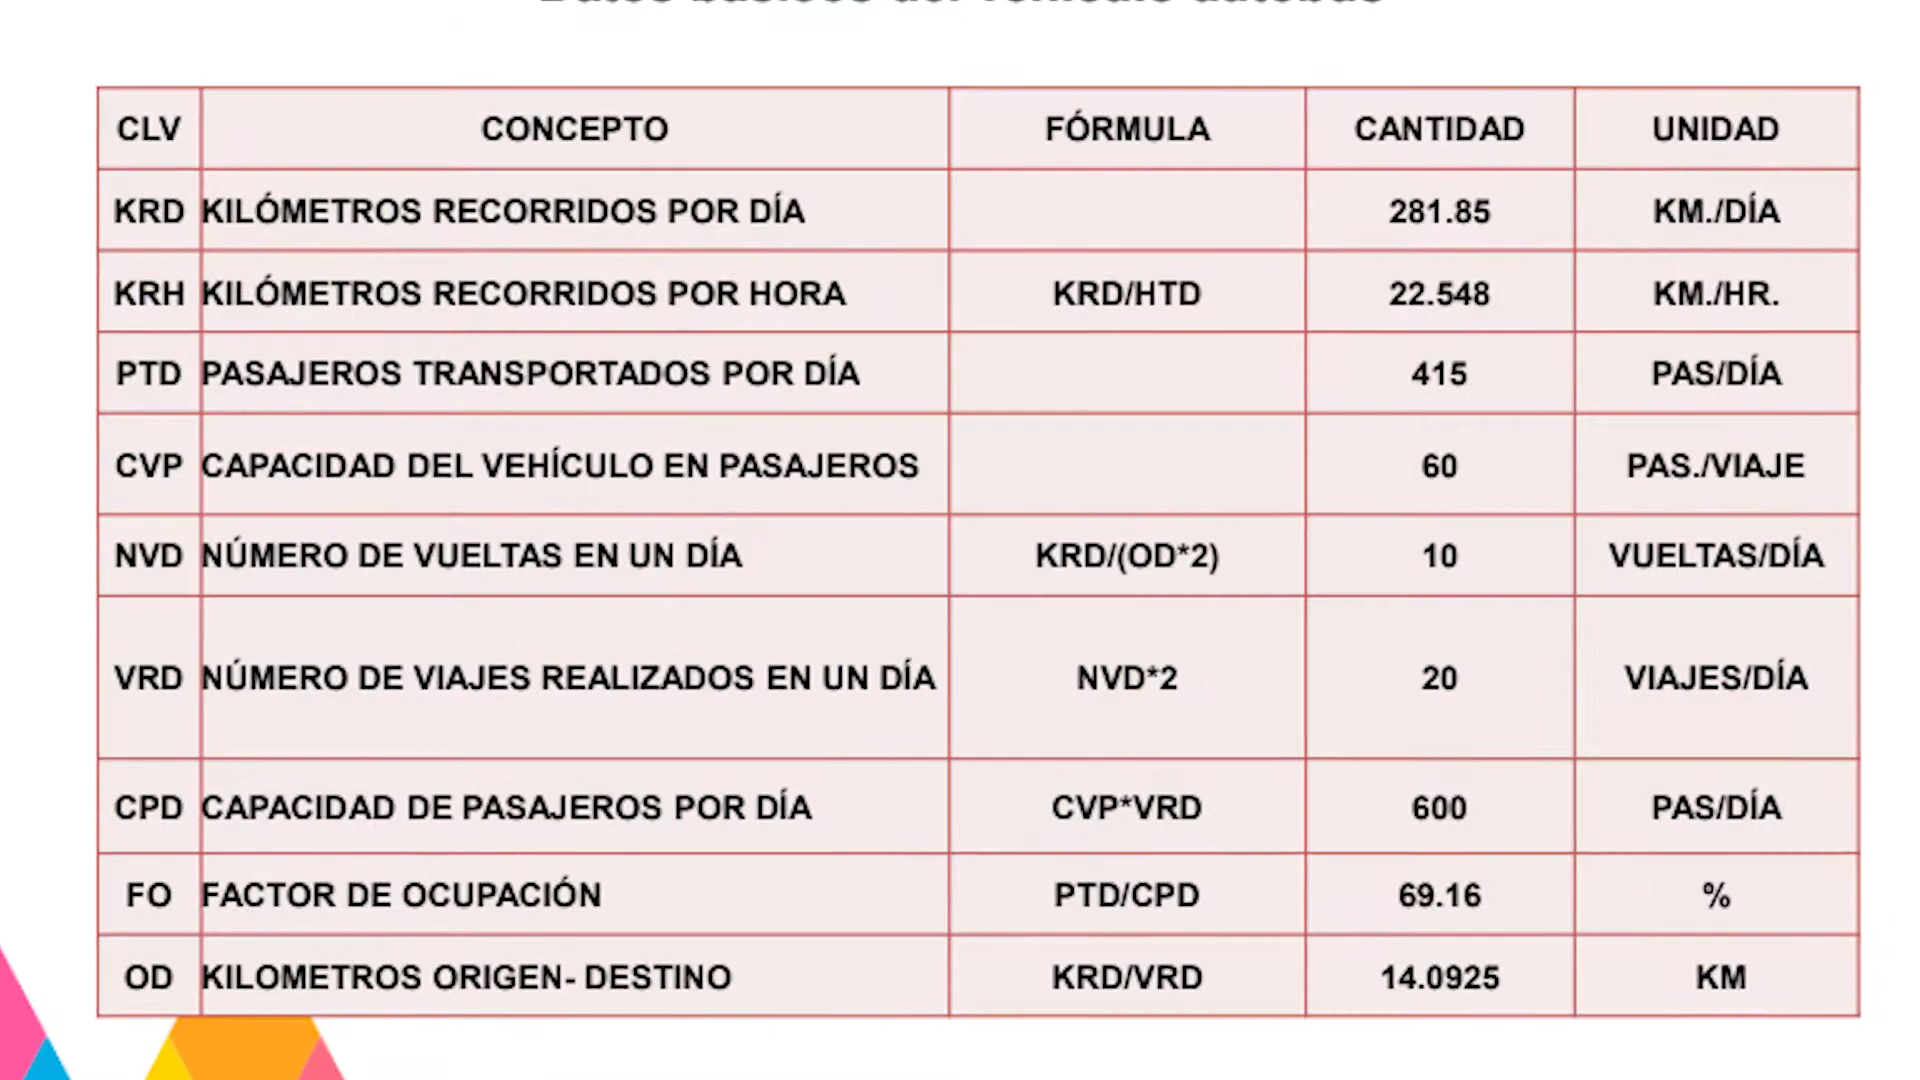 Datos básicos del vehículo autobús
CLV CONCEPTO FÓRMULA CANTIDAD UNIDAD
KRD KILÓMETROS RECORRIDOS POR DÍA 281.85 KM./DÍA
KRH KILÓMETROS RECORRIDOS POR HORA KRD/HTD 22.548 KM./HR.
PTD PASAJEROS TRANSPORTADOS POR DÍA 415 PAS/DÍA
CVP CAPACIDAD DEL VEHÍCULO EN PASAJEROS 60 PAS./VIAJE
NVD NÚMERO DE VUELTAS EN UN DÍA KRD/(OD*2) 10 VUELTAS/DÍA
VRD NÚMERO DE VIAJES REALIZADOS EN UN DÍA NVD*2 20 VIAJES/DÍA
CPD CAPACIDAD DE PASAJEROS POR DÍA CVP*VRD 600 PAS/DÍA
FO FACTOR DE OCUPACIÓN PTD/CPD 69.16 %
OD KILOMETROS ORIGEN- DESTINO KRD/VRD 14.0925 KM